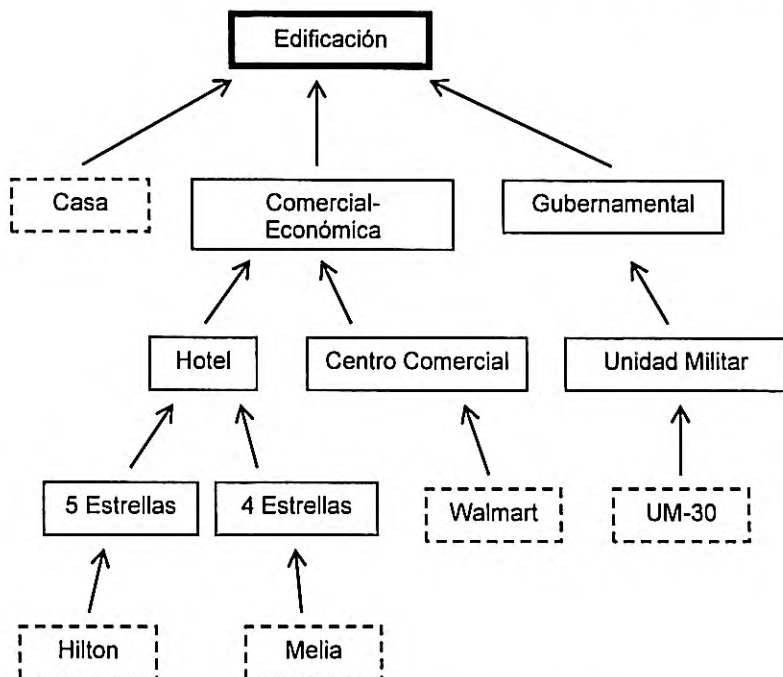 Edificación
Casa
Comercial-
Económica
Gubernamental
Hotel
Centro Comercial
Unidad Militar
5 Estrellas
4 Estrellas
Walmart
UM-30
Hilton
Melia